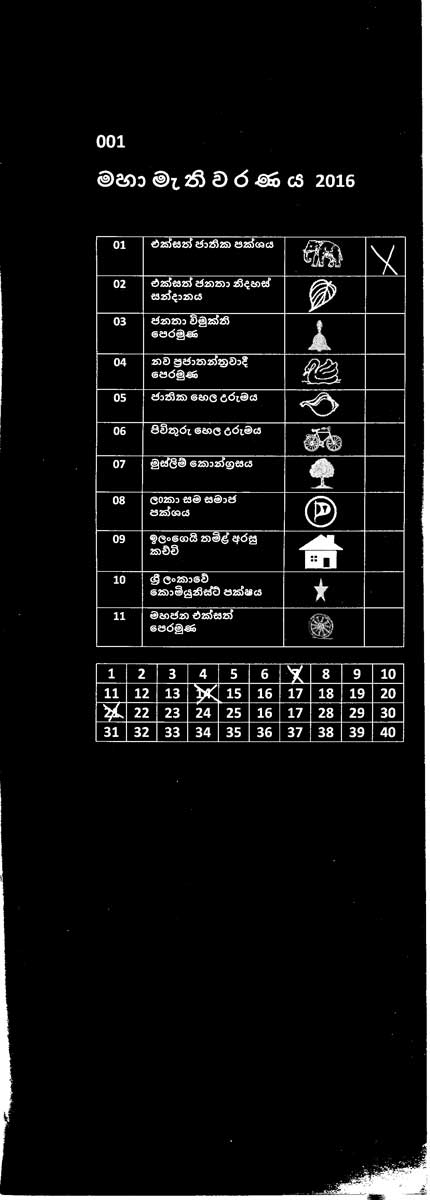 001
මහා මැතිවරණය 2016
01 එක්සත් ජාතික පක්ශය
02 එක්සත් ජනතා නිදහස්
සන්දානය
03 ජනතා විමුක්ති
පෙරමුණ
04 නව ප්‍රජාතන්ත්‍රවාදී
පෙරමුණ
05 ජාතික හෙල උරුමය
06 පිවිතුරු හෙල උරුමය
07 මුස්ලිම් කොන්ග්‍රසය
08 ලංකා සම සමාජ
පක්ශය
09 ඉලංගෙයි තමිල් අරසු
කච්චි
10 ශ්‍රී ලංකාවේ
කොමියුනිස්ට් පක්ෂය
11 මහජන එක්සත්
පෙරමුණ
1 2 3 4 5 6 7 8 9 10
11 12 13 14 15 16 17 18 19 20
21 22 23 24 25 16 17 28 29 30
31 32 33 34 35 36 37 38 39 40